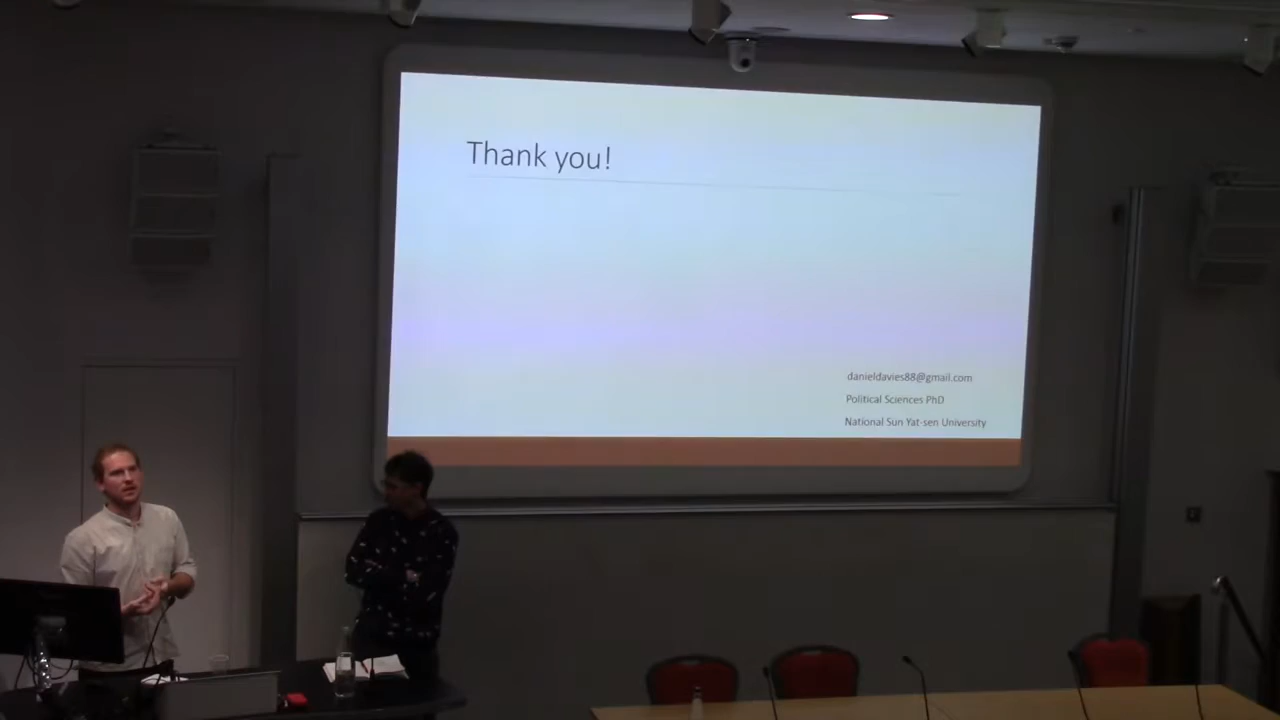 Thank you!
danieldavies88@gmail.com
Political Sciences PhD
National Sun Yat-sen University